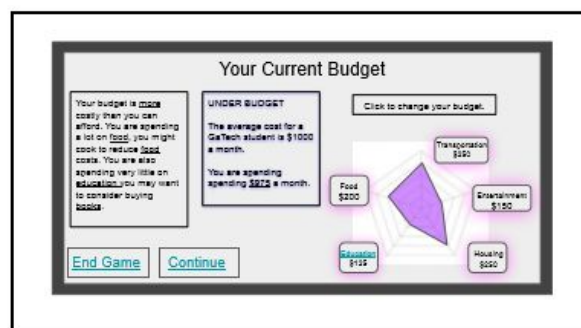 Your Current Budget
Your budget is more
costly than you can
afford. You are spending
a lot on food, you might
cook to reduce food
costs. You are also
spending very little on
education you may want
to consider buying
books.
UNDER BUDGET
The average cost for a
GaTech student is $1000
a month.
You are spending
spending $975 a month.
Click to change your budget.
Transportation
$250
Food
$200
Entertainment
$150
Education
$125
Housing
$250
End Game
Continue